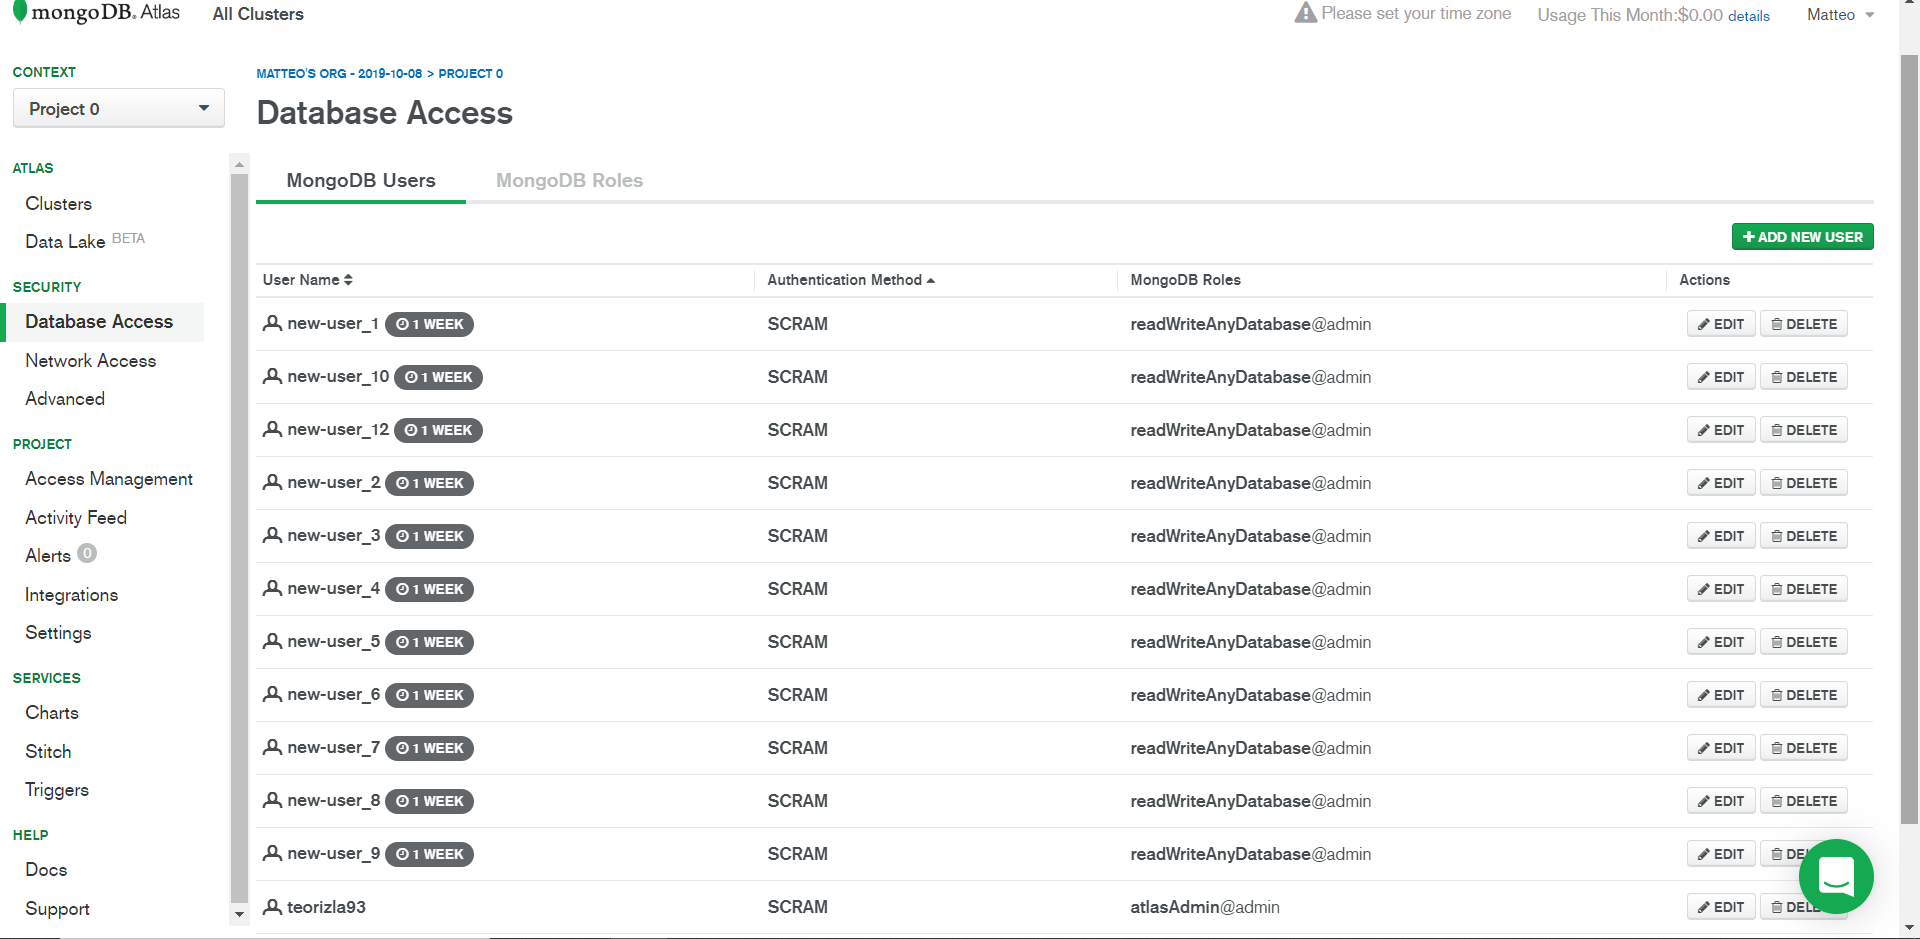 mongoDB. Atlas All Clusters Please set your time zone Usage This Month:$0.00 details Matteo
CONTEXT
Project 0
ATLAS
Clusters
Data Lake BETA
SECURITY
Database Access
Network Access
Advanced
PROJECT
Access Management
Activity Feed
Alerts 0
Integrations
Settings
SERVICES
Charts
Stitch
Triggers
HELP
Docs
Support
MATTEO'S ORG - 2019-10-08 > PROJECT 0
Database Access
MongoDB Users MongoDB Roles
+ ADD NEW USER
User Name Authentication Method MongoDB Roles Actions
new-user_1 1 WEEK SCRAM readWriteAnyDatabase@admin EDIT DELETE
new-user_10 1 WEEK SCRAM readWriteAnyDatabase@admin EDIT DELETE
new-user_12 1 WEEK SCRAM readWriteAnyDatabase@admin EDIT DELETE
new-user_2 1 WEEK SCRAM readWriteAnyDatabase@admin EDIT DELETE
new-user_3 1 WEEK SCRAM readWriteAnyDatabase@admin EDIT DELETE
new-user_4 1 WEEK SCRAM readWriteAnyDatabase@admin EDIT DELETE
new-user_5 1 WEEK SCRAM readWriteAnyDatabase@admin EDIT DELETE
new-user_6 1 WEEK SCRAM readWriteAnyDatabase@admin EDIT DELETE
new-user_7 1 WEEK SCRAM readWriteAnyDatabase@admin EDIT DELETE
new-user_8 1 WEEK SCRAM readWriteAnyDatabase@admin EDIT DELETE
new-user_9 1 WEEK SCRAM readWriteAnyDatabase@admin EDIT
teorizla93 SCRAM atlasAdmin@admin EDIT